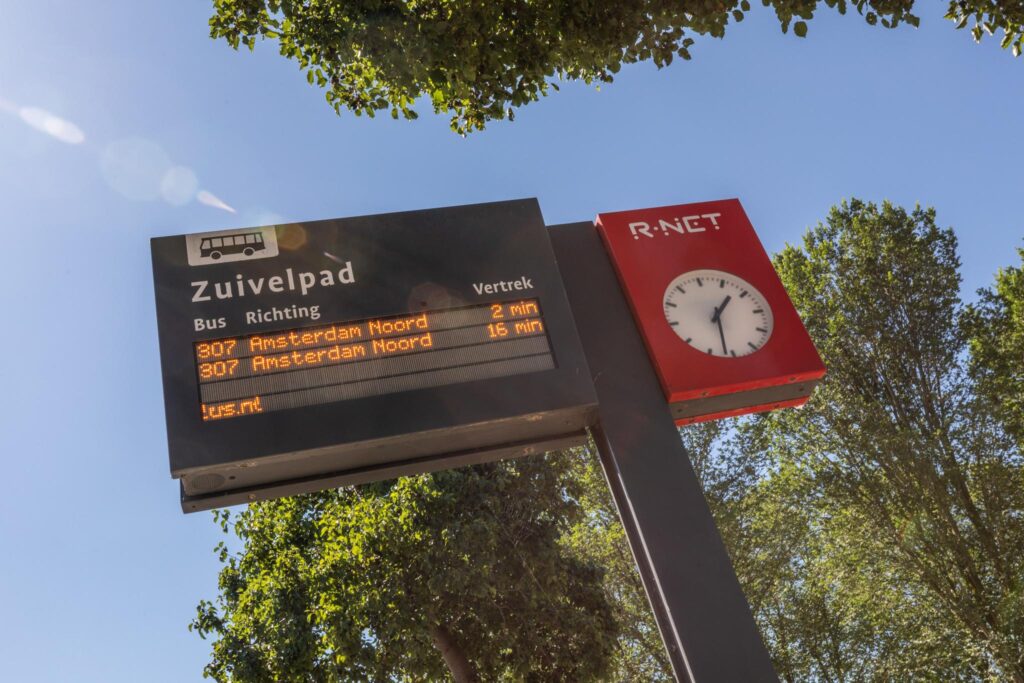 Zuivelpad
Bus Richting Vertrek
307 Amsterdam Noord 2 min
307 Amsterdam Noord 16 min
R-NET